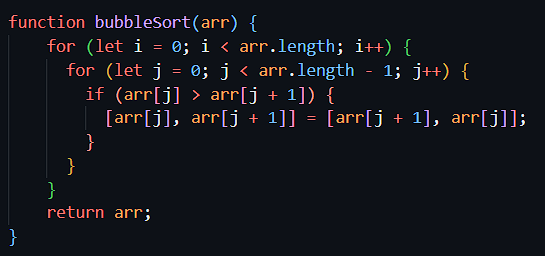 function bubbleSort(arr) {
    for (let i = 0; i < arr.length; i++) {
      for (let j = 0; j < arr.length - 1; j++) {
        if (arr[j] > arr[j + 1]) {
          [arr[j], arr[j + 1]] = [arr[j + 1], arr[j]];
        }
      }
    }
    return arr;
}